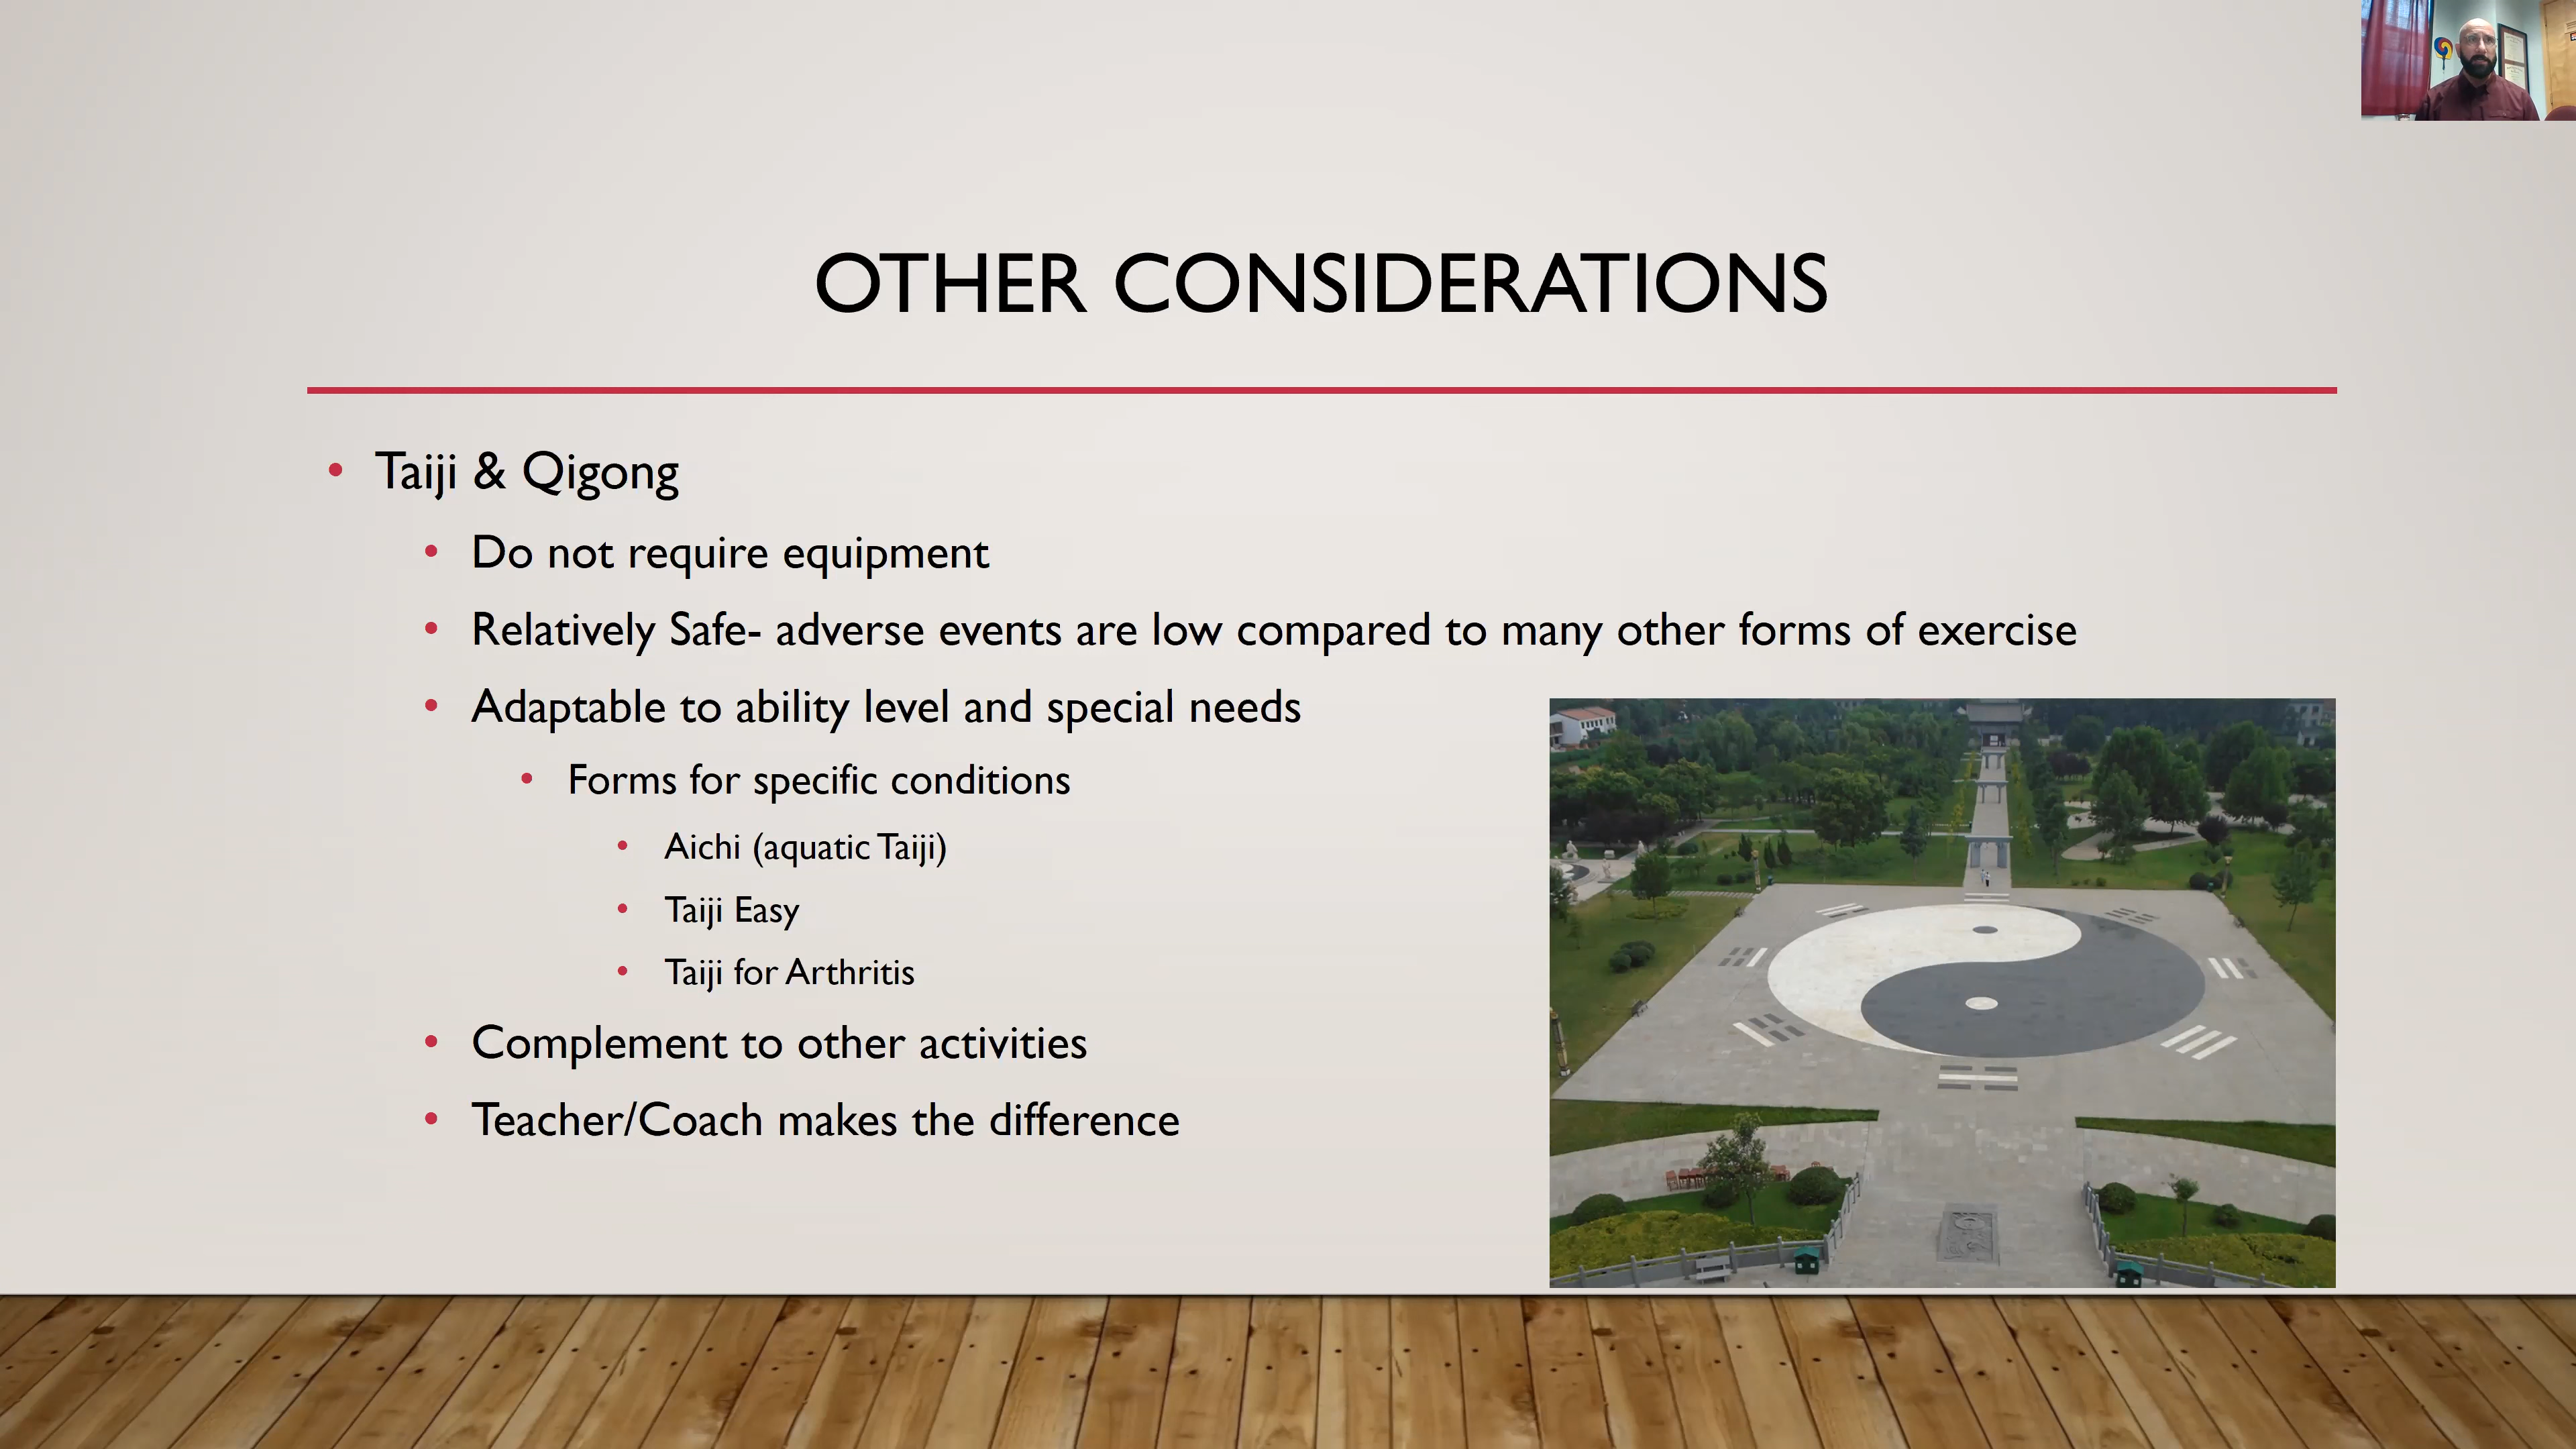 OTHER CONSIDERATIONS
Taiji & Qigong
Do not require equipment
Relatively Safe- adverse events are low compared to many other forms of exercise
Adaptable to ability level and special needs
Forms for specific conditions
Aichi (aquatic Taiji)
Taiji Easy
Taiji for Arthritis
Complement to other activities
Teacher/Coach makes the difference